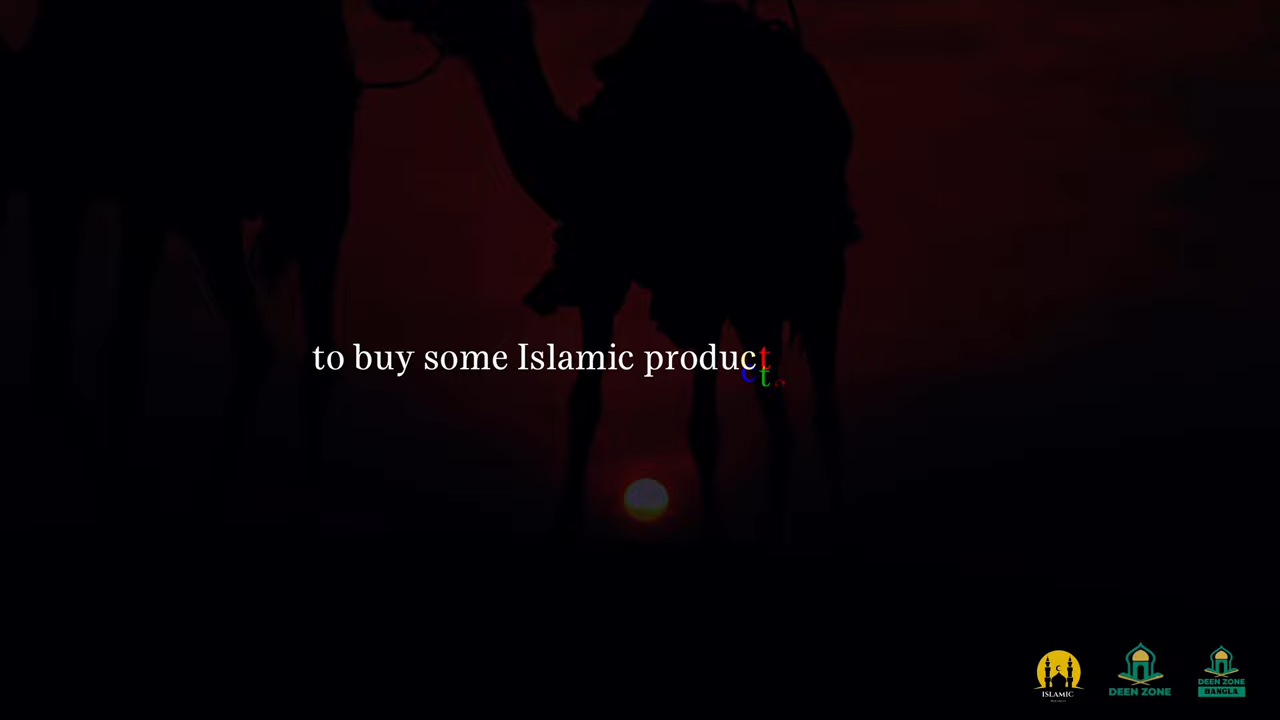 to buy some Islamic product
ISLAMIC
DEEN ZONE
DEEN ZONE
BANGLA